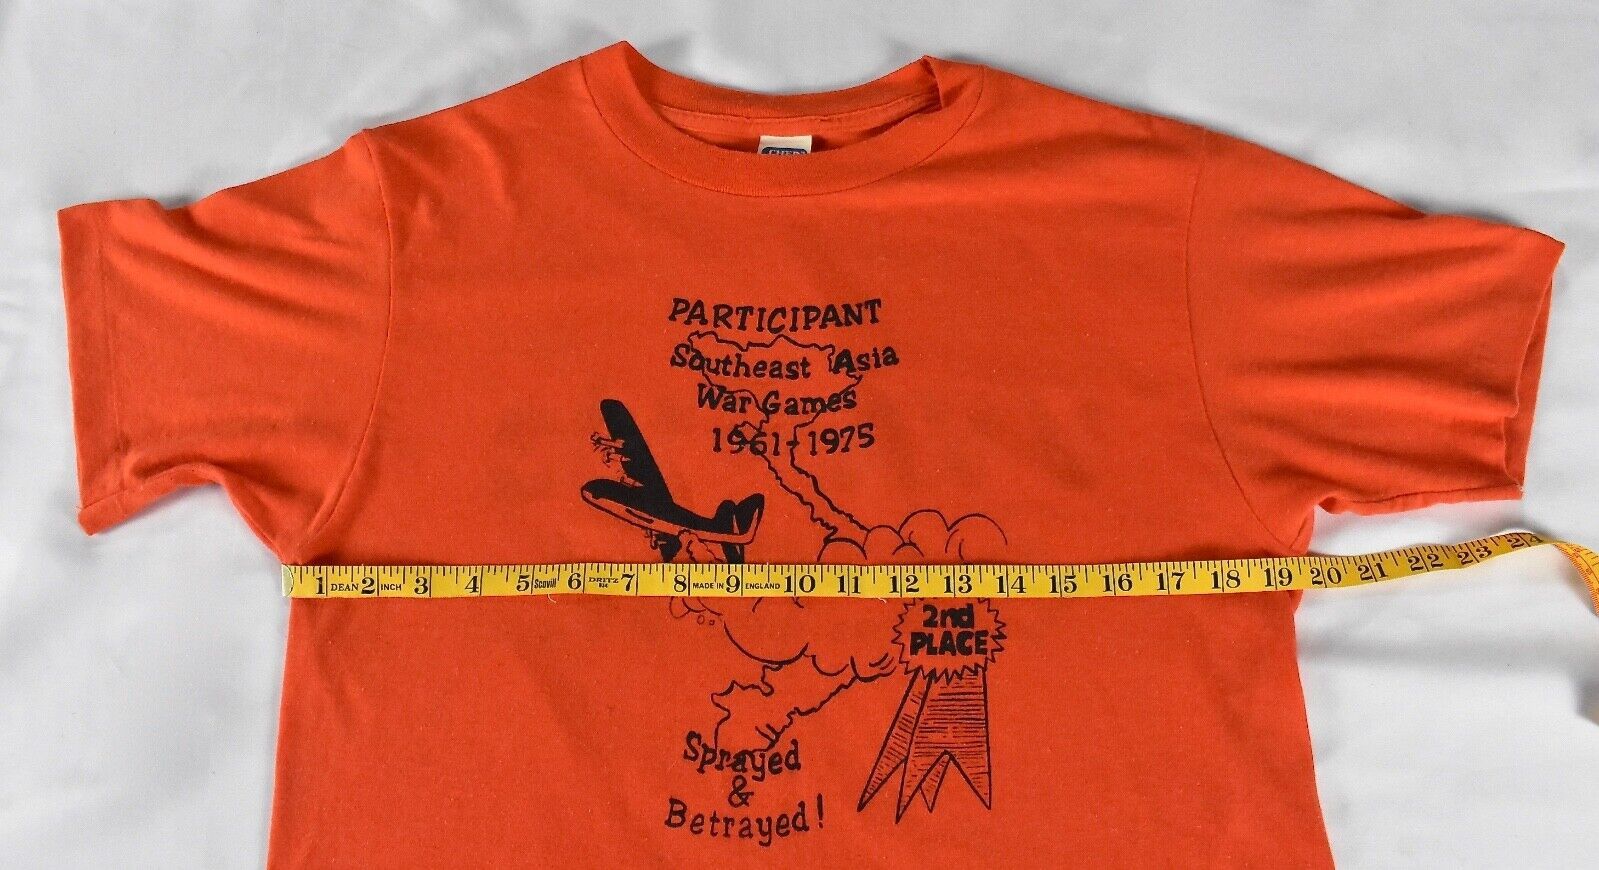 PARTICIPANT
Southeast Asia
War Games
1961-1975
1 DEAN 2 INCH 3 4 5 Scovill 6 DRITZ 7 8 MADE IN 9 ENGLAND 10 11 12 13 14 15 16 17 18 19 20 21 22 23 24
2nd
PLACE
Sprayed
&
Betrayed!